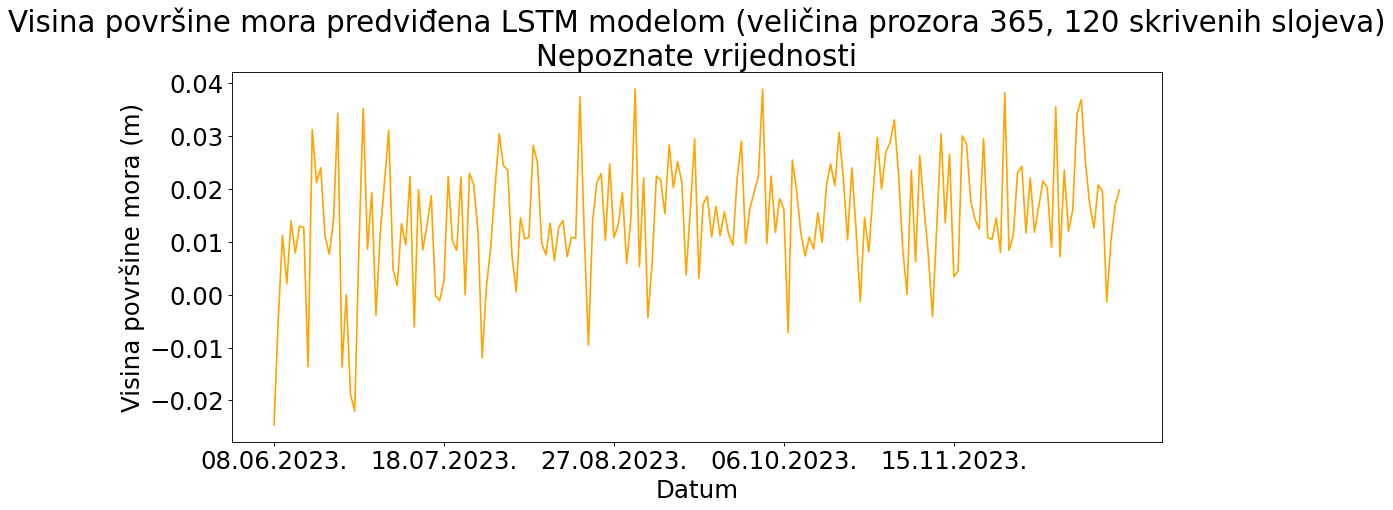 Visina površine mora predviđena LSTM modelom (veličina prozora 365, 120 skrivenih slojeva)
Nepoznate vrijednosti
Visina površine mora (m)
0.04
0.03
0.02
0.01
0.00
−0.01
−0.02
08.06.2023. 18.07.2023. 27.08.2023. 06.10.2023. 15.11.2023.
Datum